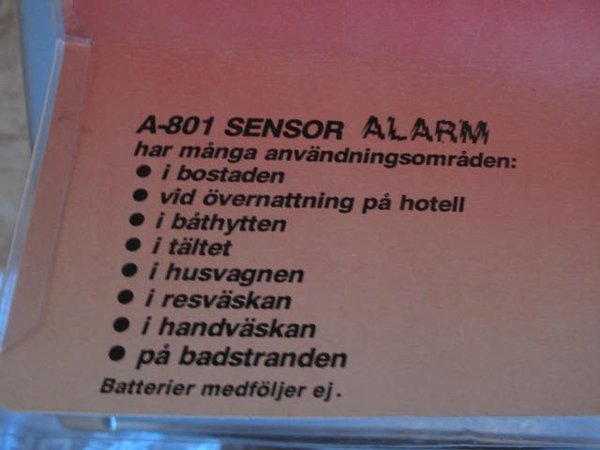 A-801 SENSOR ALARM
har många användningsområden:
● i bostaden
● vid övernattning på hotell
● i båthytten
● i tältet
● i husvagnen
● i resväskan
● i handväskan
● på badstranden
Batterier medföljer ej.